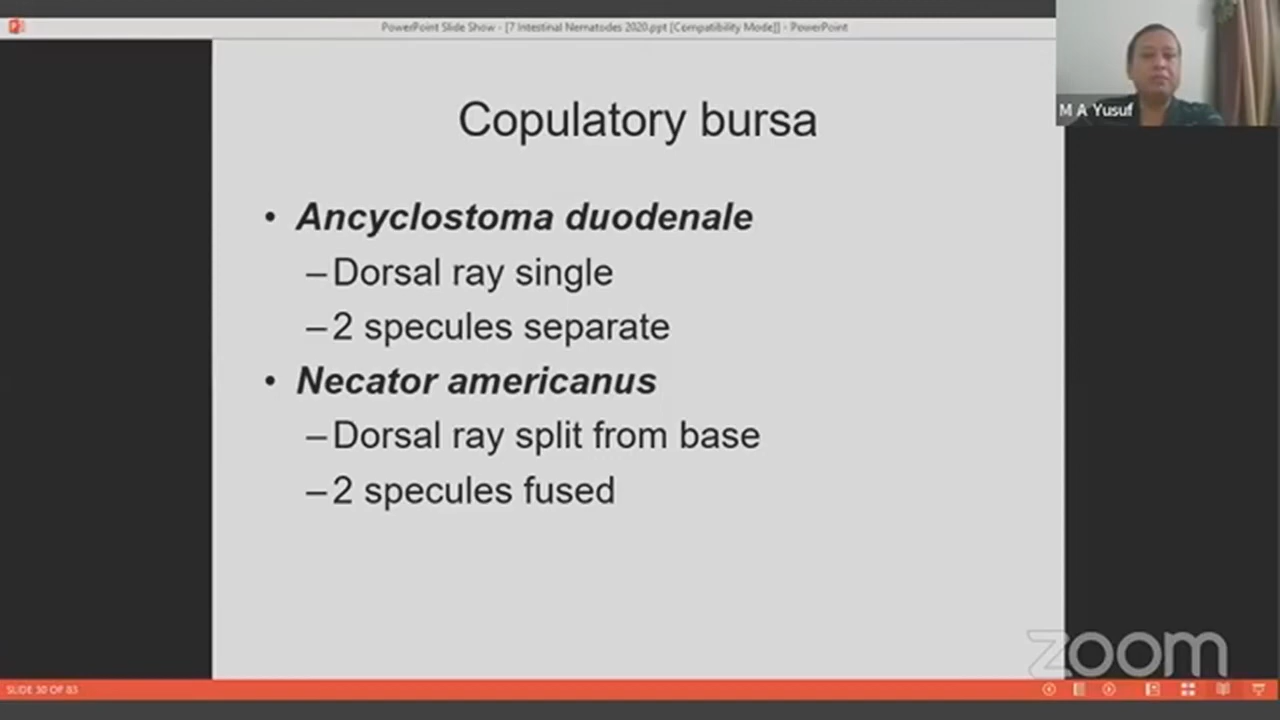 PowerPoint Slide Show - [7 Intestinal Nematodes 2020.ppt [Compatibility Mode]] - PowerPoint
M A Yusuf
Copulatory bursa
• Ancyclostoma duodenale
– Dorsal ray single
– 2 specules separate
• Necator americanus
– Dorsal ray split from base
– 2 specules fused
zoom
SLIDE 30 OF 83